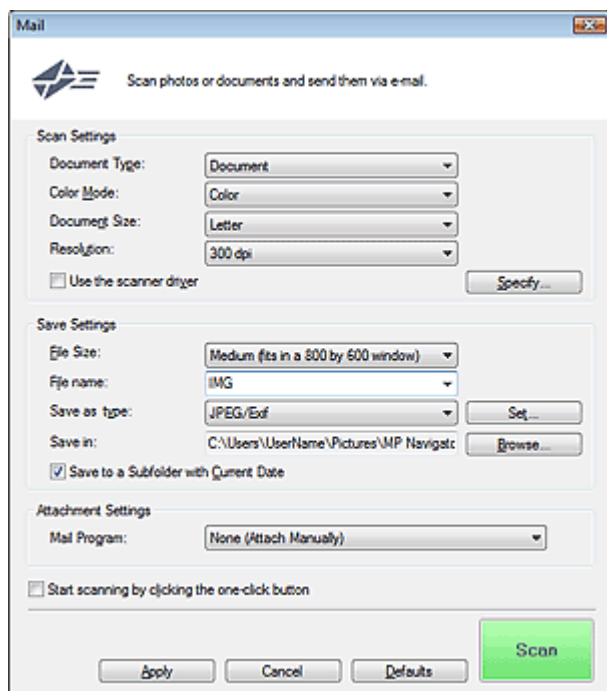 Mail
Scan photos or documents and send them via e-mail.
Scan Settings
Document Type: Document
Color Mode: Color
Document Size: Letter
Resolution: 300 dpi
Use the scanner driver Specify...
Save Settings
File Size: Medium (fits in a 800 by 600 window)
File name: IMG
Save as type: JPEG/Exif Set...
Save in: C:\Users\UserName\Pictures\MP Navigatc Browse...
Save to a Subfolder with Current Date
Attachment Settings
Mail Program: None (Attach Manually)
Start scanning by clicking the one-click button
Scan
Apply Cancel Defaults